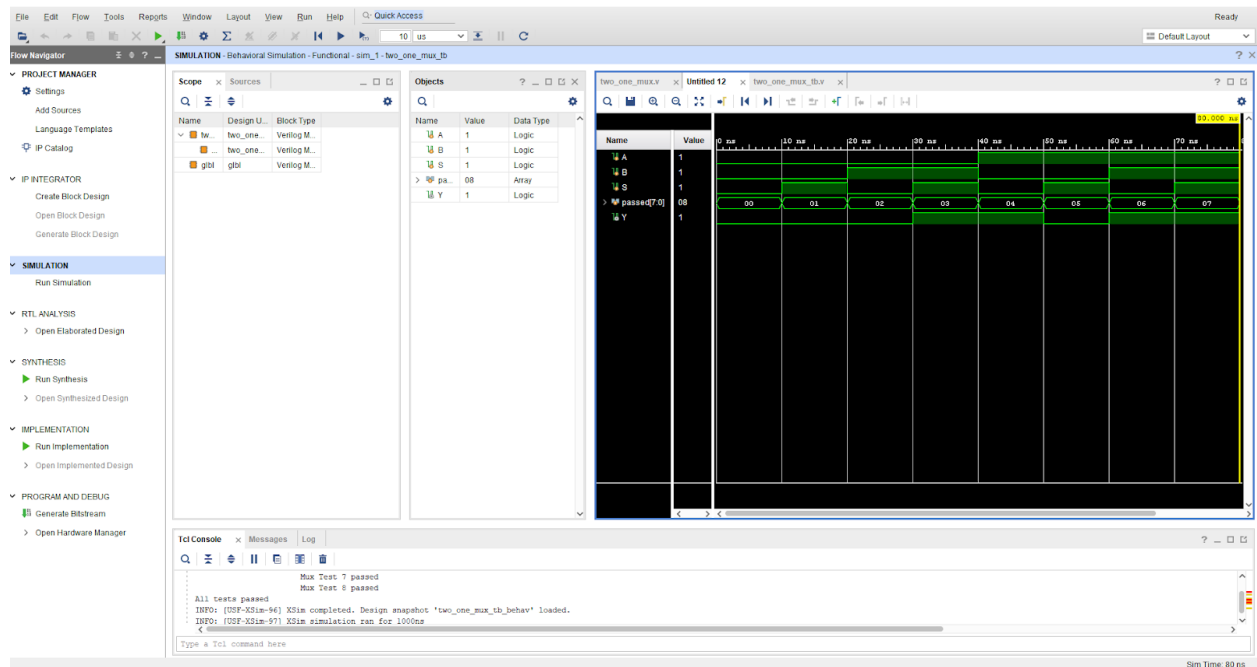 File Edit Flow Tools Reports Window Layout View Run Help Q- Quick Access Ready
10 us Default Layout
Flow Navigator
SIMULATION - Behavioral Simulation - Functional - sim_1 - two_one_mux_tb
PROJECT MANAGER
Settings
Add Sources
Language Templates
IP Catalog
IP INTEGRATOR
Create Block Design
Open Block Design
Generate Block Design
SIMULATION
Run Simulation
RTL ANALYSIS
Open Elaborated Design
SYNTHESIS
Run Synthesis
Open Synthesized Design
IMPLEMENTATION
Run Implementation
Open Implemented Design
PROGRAM AND DEBUG
Generate Bitstream
Open Hardware Manager
Scope Sources
Name Design U... Block Type
tw... two_one... Verilog M...
... two_one... Verilog M...
glbl glbl Verilog M...
Objects
Name Value Data Type
A 1 Logic
B 1 Logic
S 1 Logic
pa... 08 Array
Y 1 Logic
two_one_mux.v Untitled 12 two_one_mux_tb.v
80.000 ns
Name Value 0 ns 10 ns 20 ns 30 ns 40 ns 50 ns 60 ns 70 ns
A 1
B 1
S 1
passed[7:0] 08 00 01 02 03 04 05 06 07
Y 1
Tcl Console Messages Log
Mux Test 7 passed
Mux Test 8 passed
All tests passed
INFO: [USF-XSim-96] XSim completed. Design snapshot 'two_one_mux_tb_behav' loaded.
INFO: [USF-XSim-97] XSim simulation ran for 1000ns
Type a Tcl command here
Sim Time: 80 ns